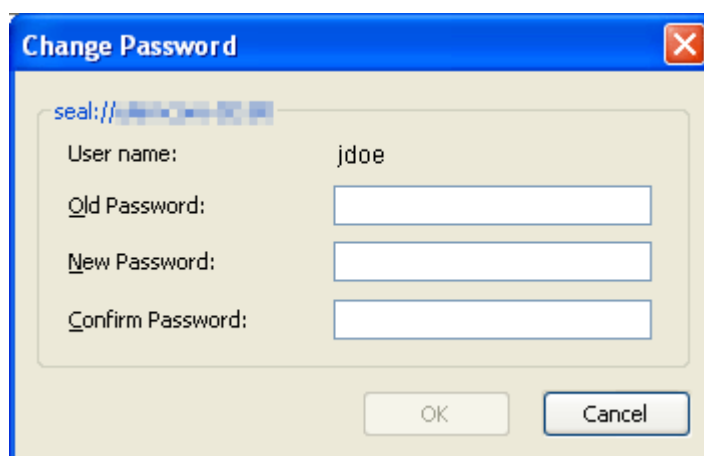 Change Password
seal://
User name: jdoe
Old Password:
New Password:
Confirm Password:
OK Cancel